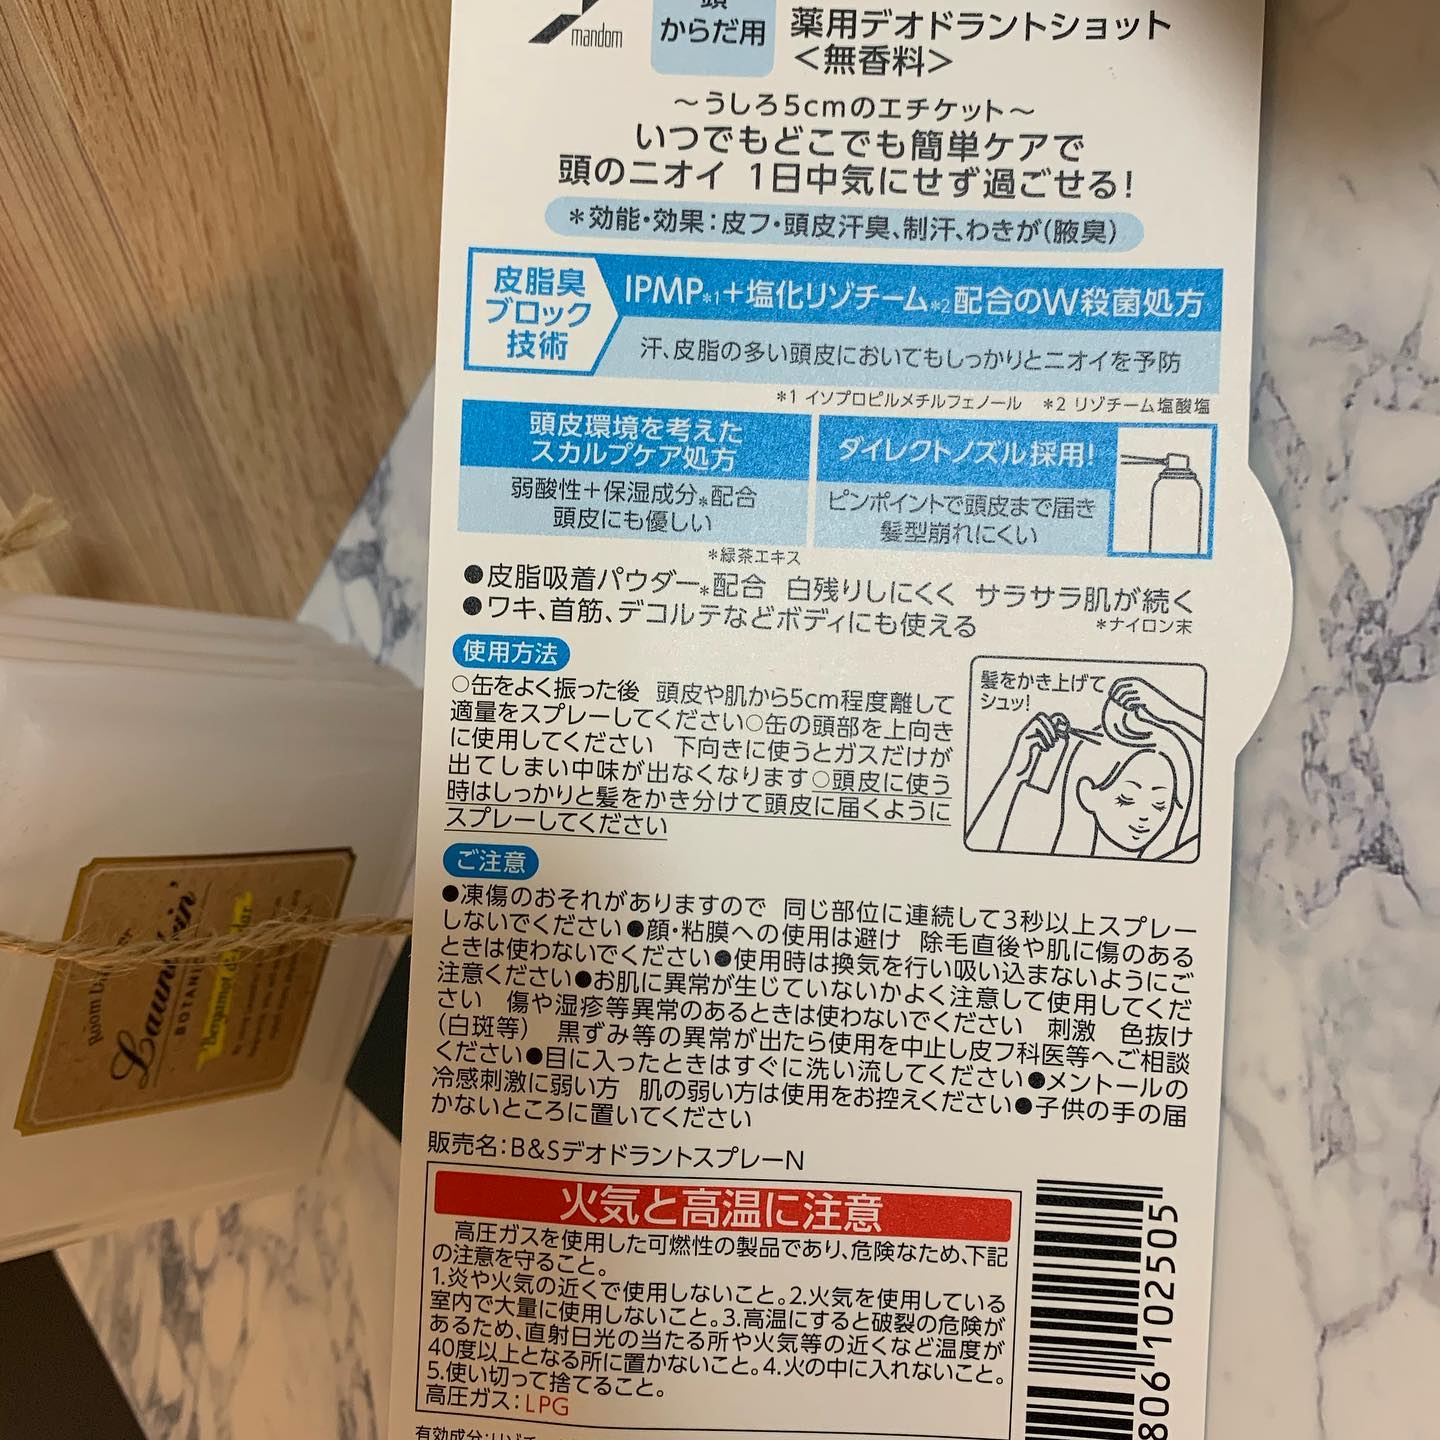 mandom
頭
からだ用
薬用デオドラントショット
<無香料>
～うしろ5cmのエチケット～
いつでもどこでも簡単ケアで
頭のニオイ 1日中気にせず過ごせる!
*効能・効果:皮フ・頭皮汗臭、制汗、わきが(腋臭)
皮脂臭
ブロック
技術
IPMP*1+塩化リゾチーム*2配合のW殺菌処方
汗、皮脂の多い頭皮においてもしっかりとニオイを予防
*1 イソプロピルメチルフェノール *2 リゾチーム塩酸塩
頭皮環境を考えた
スカルプケア処方
弱酸性+保湿成分*配合
頭皮にも優しい
*緑茶エキス
ダイレクトノズル採用!
ピンポイントで頭皮まで届き
髪型崩れにくい
●皮脂吸着パウダー*配合 白残りしにくく サラサラ肌が続く
●ワキ、首筋、デコルテなどボディにも使える
*ナイロン末
使用方法
○缶をよく振った後 頭皮や肌から5cm程度離して
適量をスプレーしてください○缶の頭部を上向き
に使用してください 下向きに使うとガスだけが
出てしまい中味が出なくなります○頭皮に使う
時はしっかりと髪をかき分けて頭皮に届くように
スプレーしてください
髪をかき上げて
シュッ!
ご注意
●凍傷のおそれがありますので 同じ部位に連続して3秒以上スプレー
しないでください●顔・粘膜への使用は避け 除毛直後や肌に傷のある
ときは使わないでください●使用時は換気を行い吸い込まないようにご
注意ください●お肌に異常が生じていないかよく注意して使用してくだ
さい 傷や湿疹等異常のあるときは使わないでください 刺激 色抜け
(白斑等) 黒ずみ等の異常が出たら使用を中止し皮フ科医等へご相談
ください●目に入ったときはすぐに洗い流してください●メントールの
冷感刺激に弱い方 肌の弱い方は使用をお控えください●子供の手の届
かないところに置いてください
販売名:B&SデオドラントスプレーN
火気と高温に注意
高圧ガスを使用した可燃性の製品であり、危険なため、下記
の注意を守ること。
1.炎や火気の近くで使用しないこと。2.火気を使用している
室内で大量に使用しないこと。3.高温にすると破裂の危険が
あるため、直射日光の当たる所や火気等の近くなど温度が
40度以上となる所に置かないこと。4.火の中に入れないこと。
5.使い切って捨てること。
高圧ガス:LPG
有効成分:リゾチ
806 102505
Room D
Laundrin'
BOTANI
Bergamot